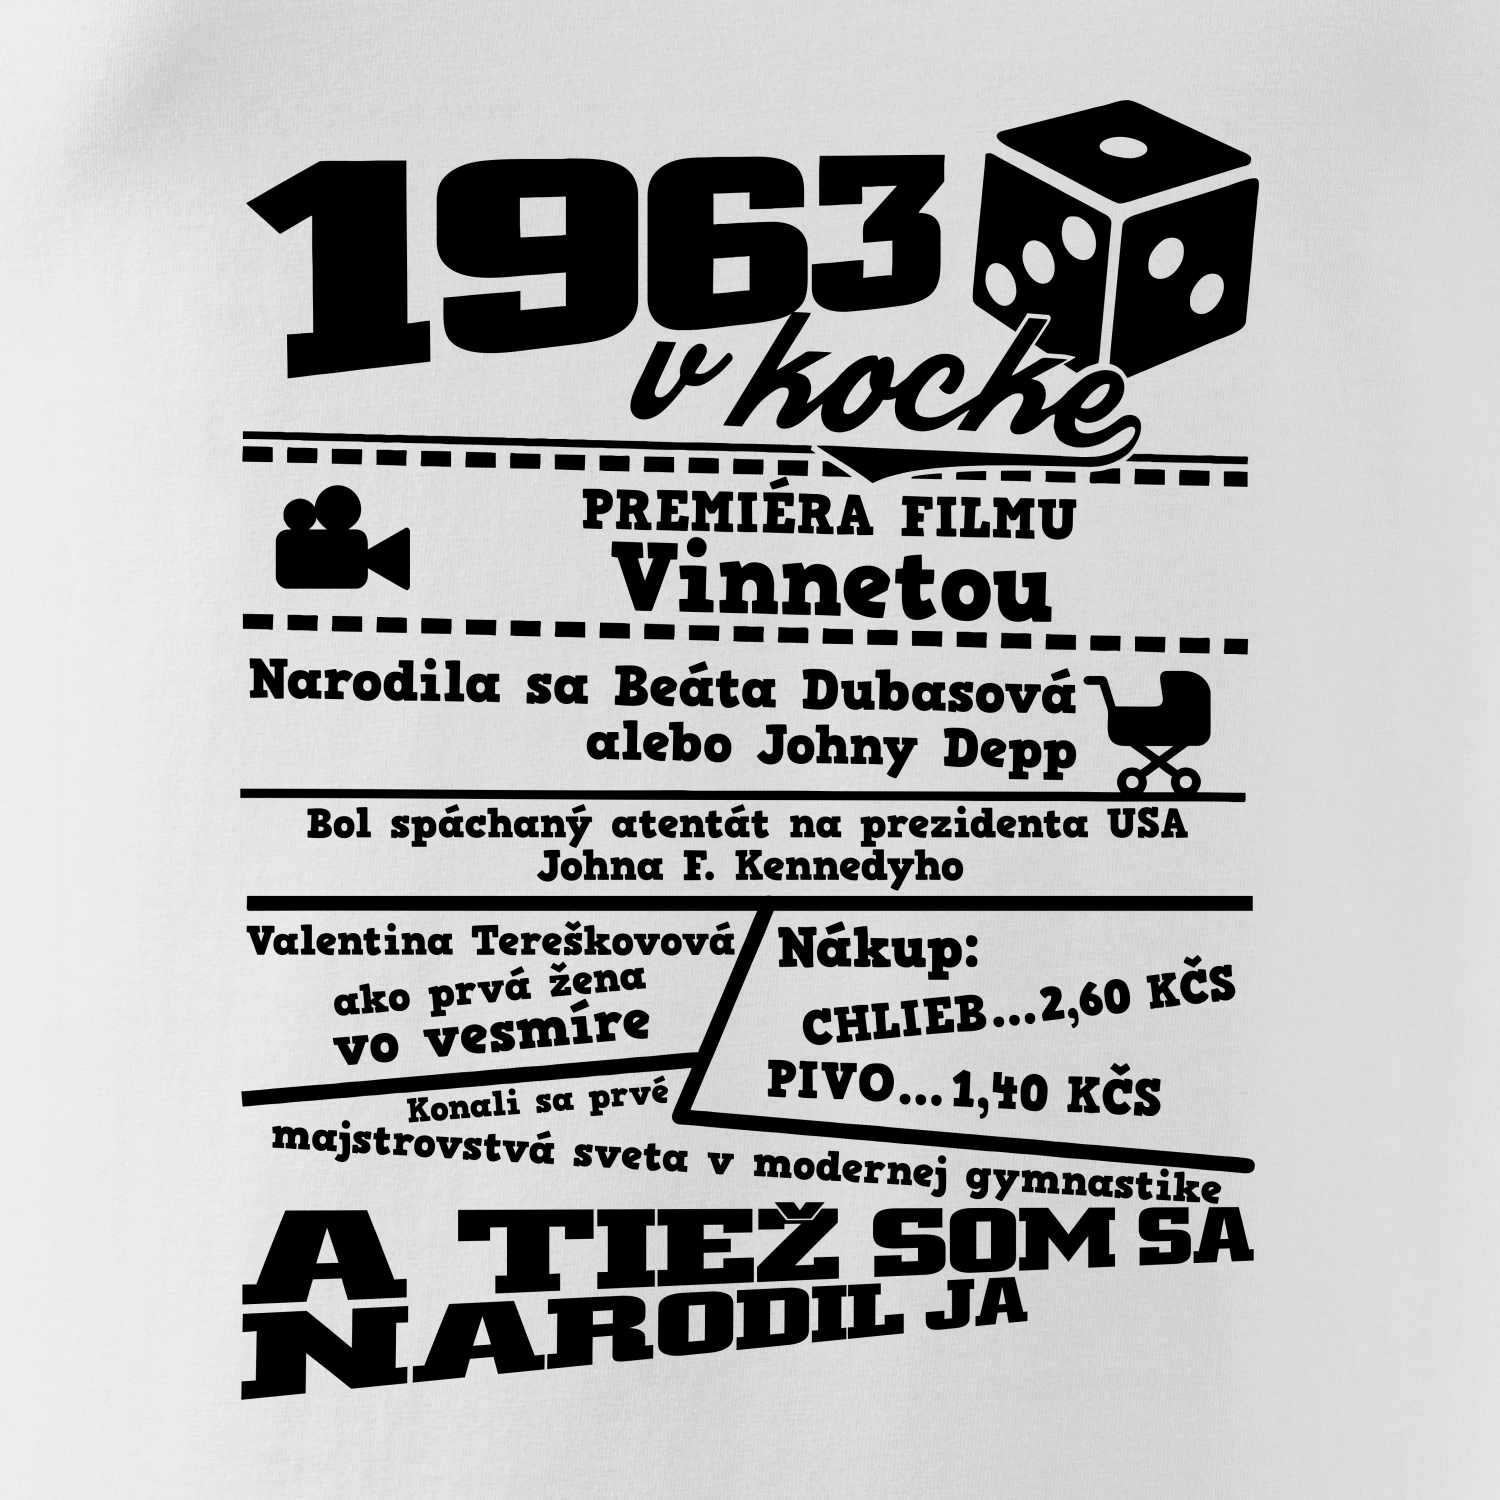 1963
v kocke
PREMIÉRA FILMU
Vinnetou
Narodila sa Beáta Dubasová
alebo Johny Depp
Bol spáchaný atentát na prezidenta USA
Johna F. Kennedyho
Valentina Tereškovová
ako prvá žena
vo vesmíre
Nákup:
CHLIEB...2,60 KČS
PIVO...1,40 KČS
Konali sa prvé
majstrovstvá sveta v modernej gymnastike
A TIEŽ SOM SA
NARODIL JA